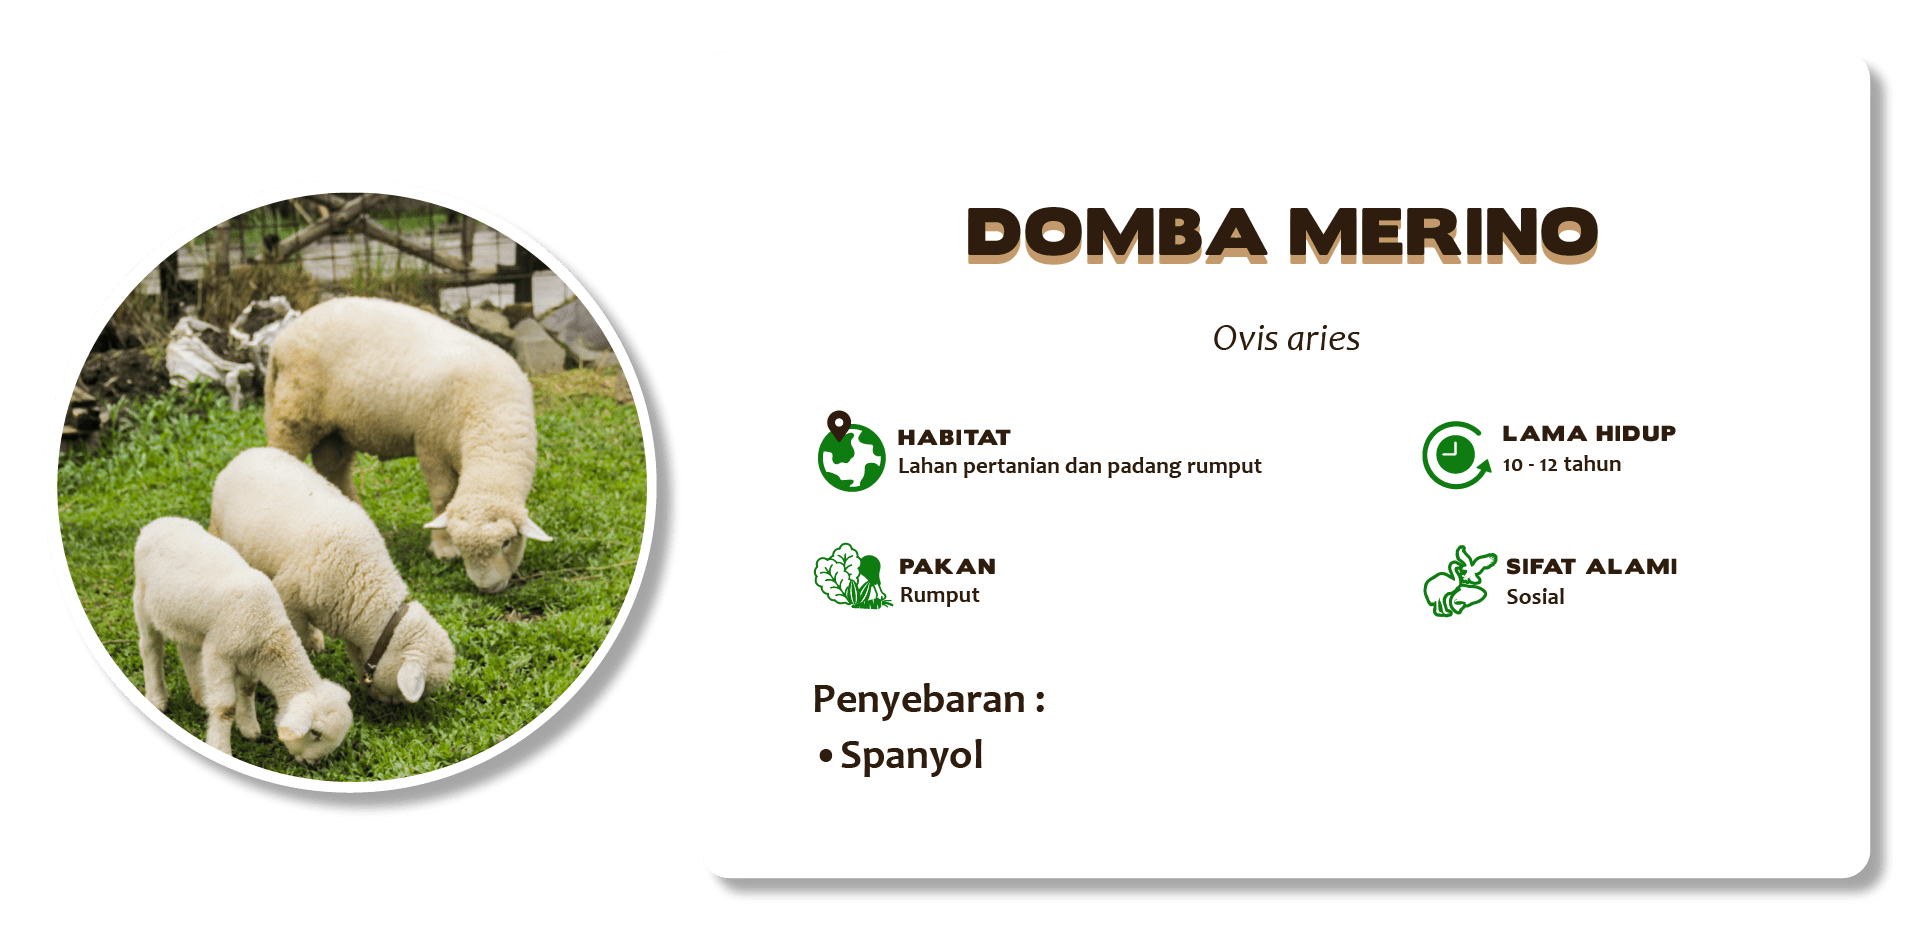 DOMBA MERINO
Ovis aries
HABITAT
Lahan pertanian dan padang rumput
LAMA HIDUP
10 - 12 tahun
PAKAN
Rumput
SIFAT ALAMI
Sosial
Penyebaran :
• Spanyol